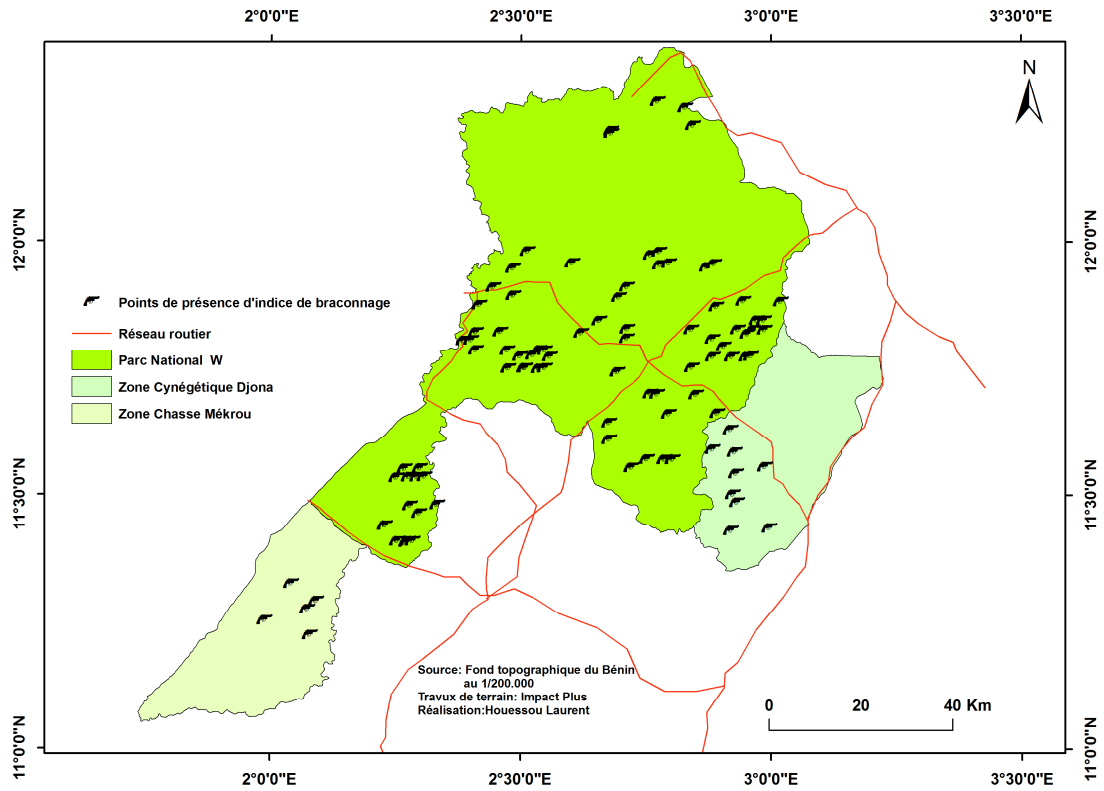 2°0'0"E
2°30'0"E
3°0'0"E
3°30'0"E
N
12°0'0"N
12°0'0"N
Points de présence d'indice de braconnage
Réseau routier
Parc National W
Zone Cynégétique Djona
Zone Chasse Mékrou
11°30'0"N
11°30'0"N
Source: Fond topographique du Bénin
au 1/200.000
Travux de terrain: Impact Plus
Réalisation:Houessou Laurent
0 20 40 Km
11°0'0"N
11°0'0"N
2°0'0"E
2°30'0"E
3°0'0"E
3°30'0"E